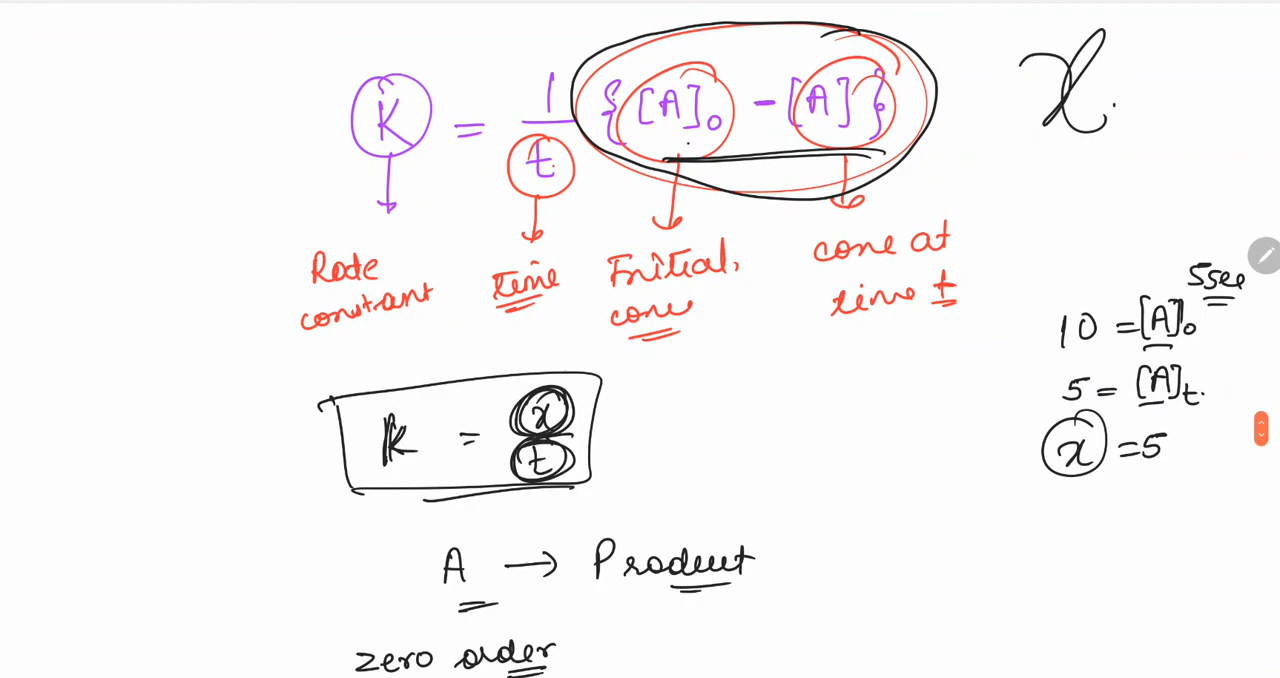 K = 1/t {[A]₀ - [A]}
x.
Rate constant
time
Initial conc
conc at time t
5sec
10 = [A]₀
5 = [A]t.
x = 5
K = x/t
A → Product
zero order